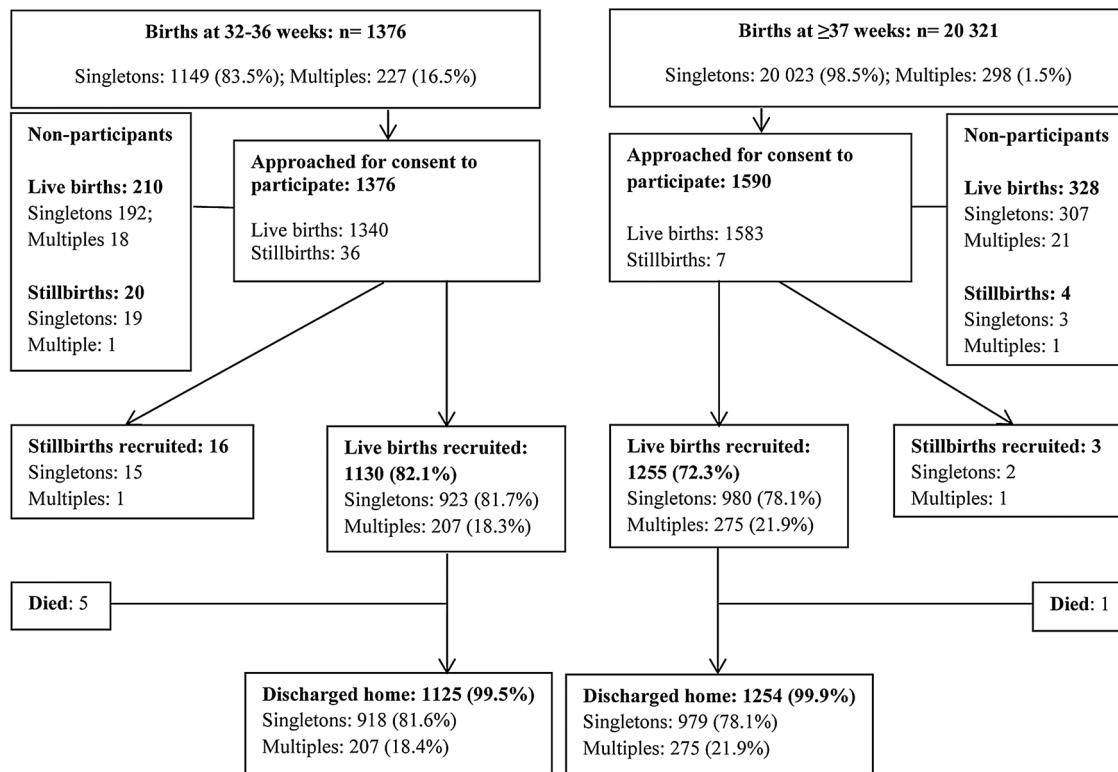 Births at 32-36 weeks: n= 1376
Singletons: 1149 (83.5%); Multiples: 227 (16.5%)
Births at ≥37 weeks: n= 20 321
Singletons: 20 023 (98.5%); Multiples: 298 (1.5%)
Non-participants
Live births: 210
Singletons 192;
Multiples 18
Stillbirths: 20
Singletons: 19
Multiple: 1
Approached for consent to
participate: 1376
Live births: 1340
Stillbirths: 36
Approached for consent to
participate: 1590
Live births: 1583
Stillbirths: 7
Non-participants
Live births: 328
Singletons: 307
Multiples: 21
Stillbirths: 4
Singletons: 3
Multiples: 1
Stillbirths recruited: 16
Singletons: 15
Multiples: 1
Live births recruited:
1130 (82.1%)
Singletons: 923 (81.7%)
Multiples: 207 (18.3%)
Live births recruited:
1255 (72.3%)
Singletons: 980 (78.1%)
Multiples: 275 (21.9%)
Stillbirths recruited: 3
Singletons: 2
Multiples: 1
Died: 5
Died: 1
Discharged home: 1125 (99.5%)
Singletons: 918 (81.6%)
Multiples: 207 (18.4%)
Discharged home: 1254 (99.9%)
Singletons: 979 (78.1%)
Multiples: 275 (21.9%)